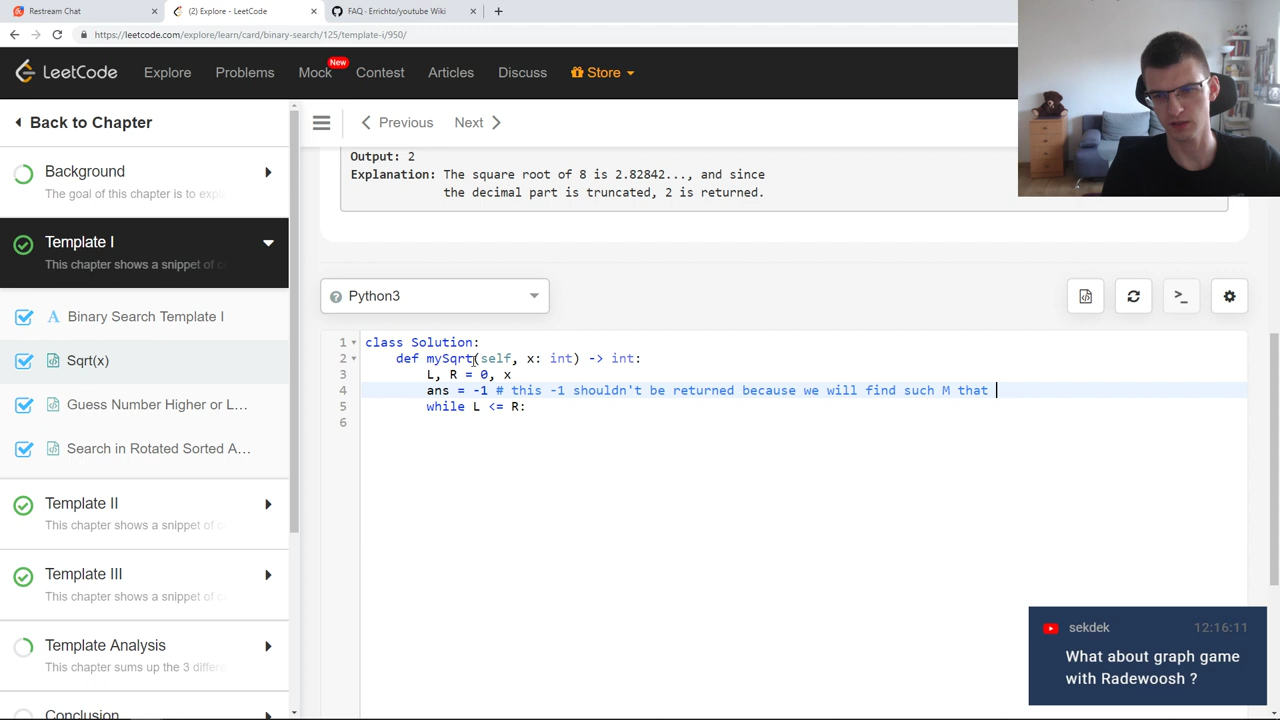 Restream Chat
(2) Explore - LeetCode
FAQ · Errichto/youtube Wiki
https://leetcode.com/explore/learn/card/binary-search/125/template-i/950/
LeetCode
Explore
Problems
Mock
New
Contest
Articles
Discuss
Store
Back to Chapter
Previous
Next
Background
The goal of this chapter is to expl
Template I
This chapter shows a snippet of c
Binary Search Template I
Sqrt(x)
Guess Number Higher or L...
Search in Rotated Sorted A...
Template II
This chapter shows a snippet of c
Template III
This chapter shows a snippet of c
Template Analysis
This chapter sums up the 3 differ
Conclusion
Output: 2
Explanation: The square root of 8 is 2.82842..., and since
the decimal part is truncated, 2 is returned.
Python3
1 class Solution:
2 def mySqrt(self, x: int) -> int:
3 L, R = 0, x
4 ans = -1 # this -1 shouldn't be returned because we will find such M that
5 while L <= R:
6
sekdek
12:16:11
What about graph game
with Radewoosh ?